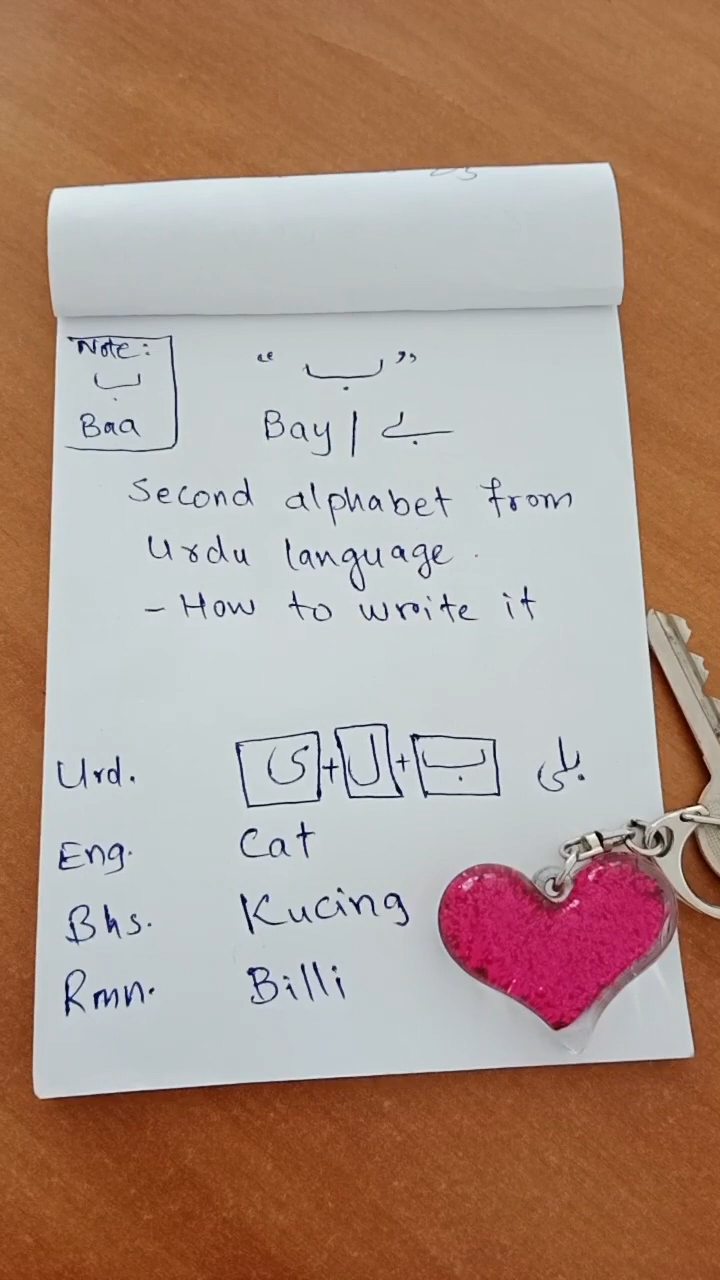 Note:
ب
Baa
“ ب ”
Bay | بے
Second alphabet from
Urdu language.
- How to write it
Urd. ی + ل + ب بلی
Eng. Cat
Bhs. Kucing
Rmn. Billi